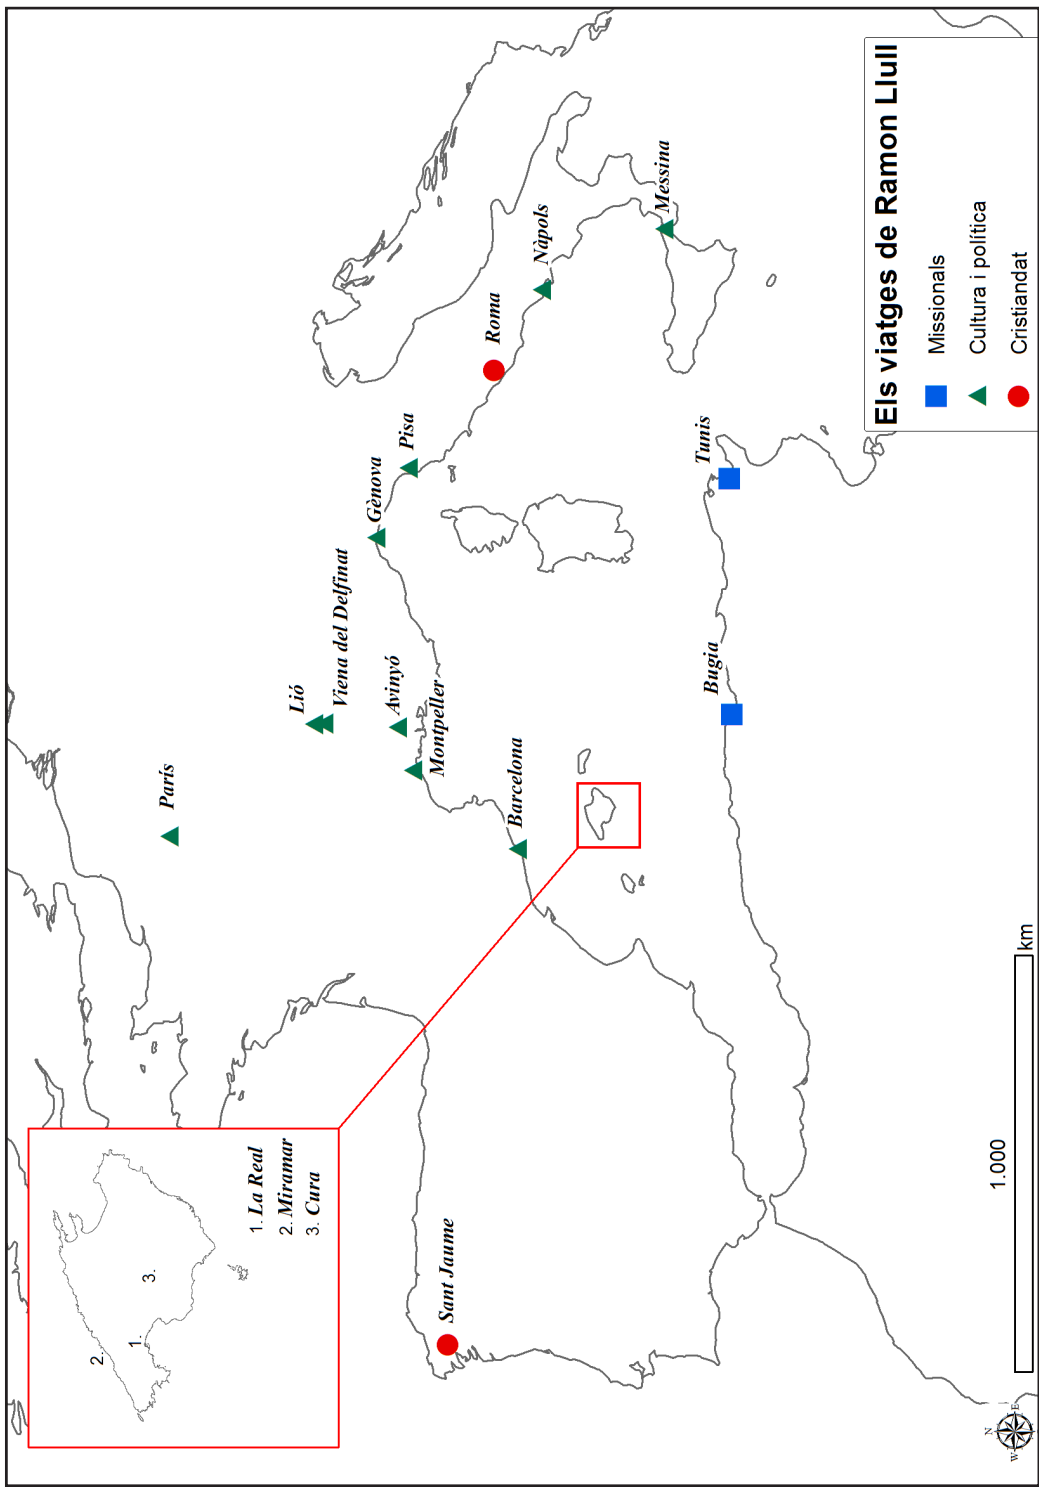 1. La Real
2. Miramar
3. Cura
2.
1.
3.
París
Lió
Viena del Delfinat
Avinyó
Montpeller
Gènova
Pisa
Roma
Nàpols
Messina
Barcelona
Sant Jaume
Bugia
Tunis
Els viatges de Ramon Llull
Missionals
Cultura i política
Cristiandat
1.000
km
N
W
E